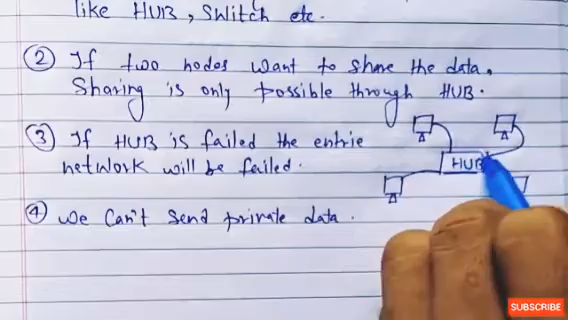 like HUB, Switch etc.
② If two nodes want to share the data.
Sharing is only possible through HUB.
③ If HUB is failed the entrie
network will be failed.
HUB
④ We Can't Send private data.
SUBSCRIBE